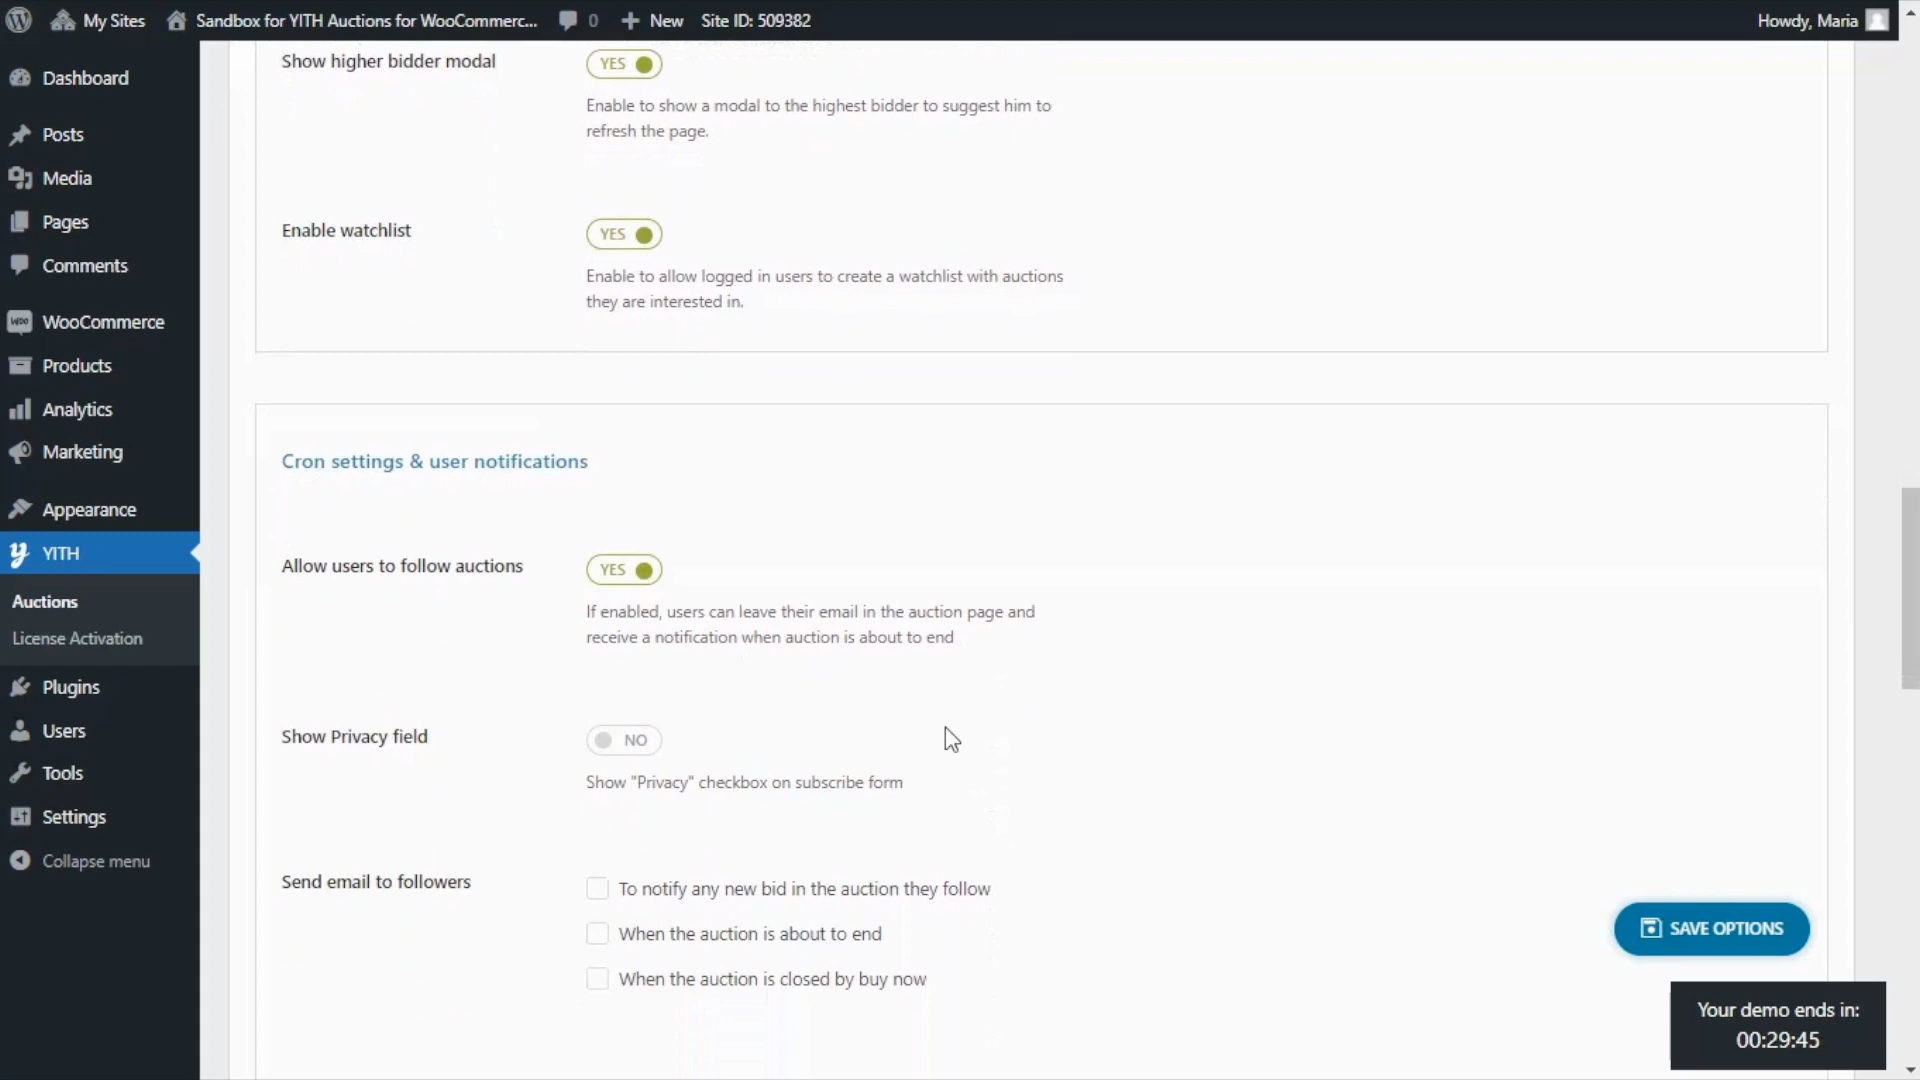 My Sites
Sandbox for YITH Auctions for WooCommerc...
0
New
Site ID: 509382
Howdy, Maria
Dashboard
Posts
Media
Pages
Comments
WooCommerce
Products
Analytics
Marketing
Appearance
YITH
Auctions
License Activation
Plugins
Users
Tools
Settings
Collapse menu
Show higher bidder modal
YES
Enable to show a modal to the highest bidder to suggest him to
refresh the page.
Enable watchlist
YES
Enable to allow logged in users to create a watchlist with auctions
they are interested in.
Cron settings & user notifications
Allow users to follow auctions
YES
If enabled, users can leave their email in the auction page and
receive a notification when auction is about to end
Show Privacy field
NO
Show "Privacy" checkbox on subscribe form
Send email to followers
To notify any new bid in the auction they follow
When the auction is about to end
When the auction is closed by buy now
SAVE OPTIONS
Your demo ends in:
00:29:45